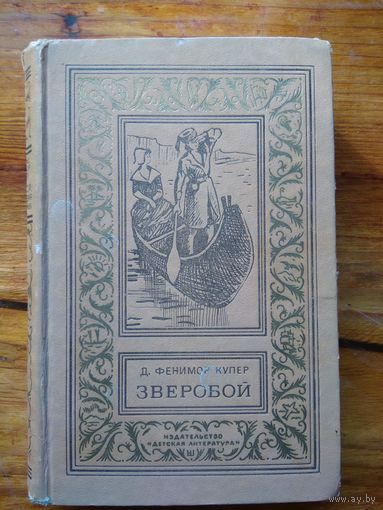 Д. ФЕНИМОР КУПЕР
ЗВЕРОБОЙ
ИЗДАТЕЛЬСТВО
"ДЕТСКАЯ ЛИТЕРАТУРА"
www.ay.by